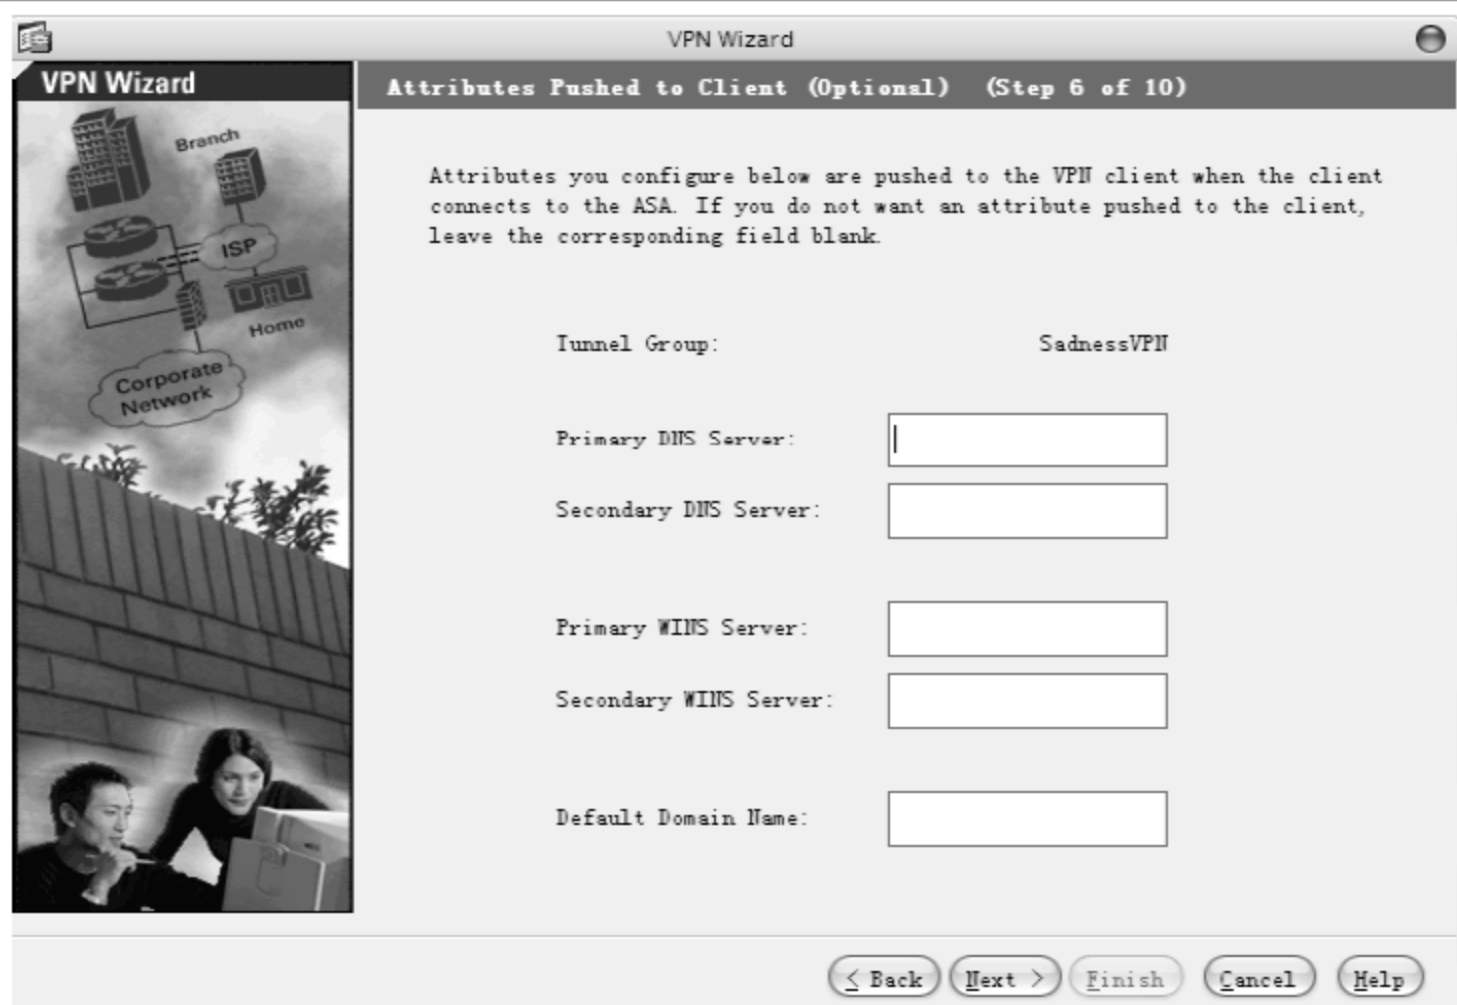 VPN Wizard
VPN Wizard
Attributes Pushed to Client (Optional) (Step 6 of 10)
Branch
ISP
Home
Corporate
Network
Attributes you configure below are pushed to the VPN client when the client
connects to the ASA. If you do not want an attribute pushed to the client,
leave the corresponding field blank.
Tunnel Group: SadnessVPN
Primary DNS Server:
Secondary DNS Server:
Primary WINS Server:
Secondary WINS Server:
Default Domain Name:
< Back Next > Finish Cancel Help